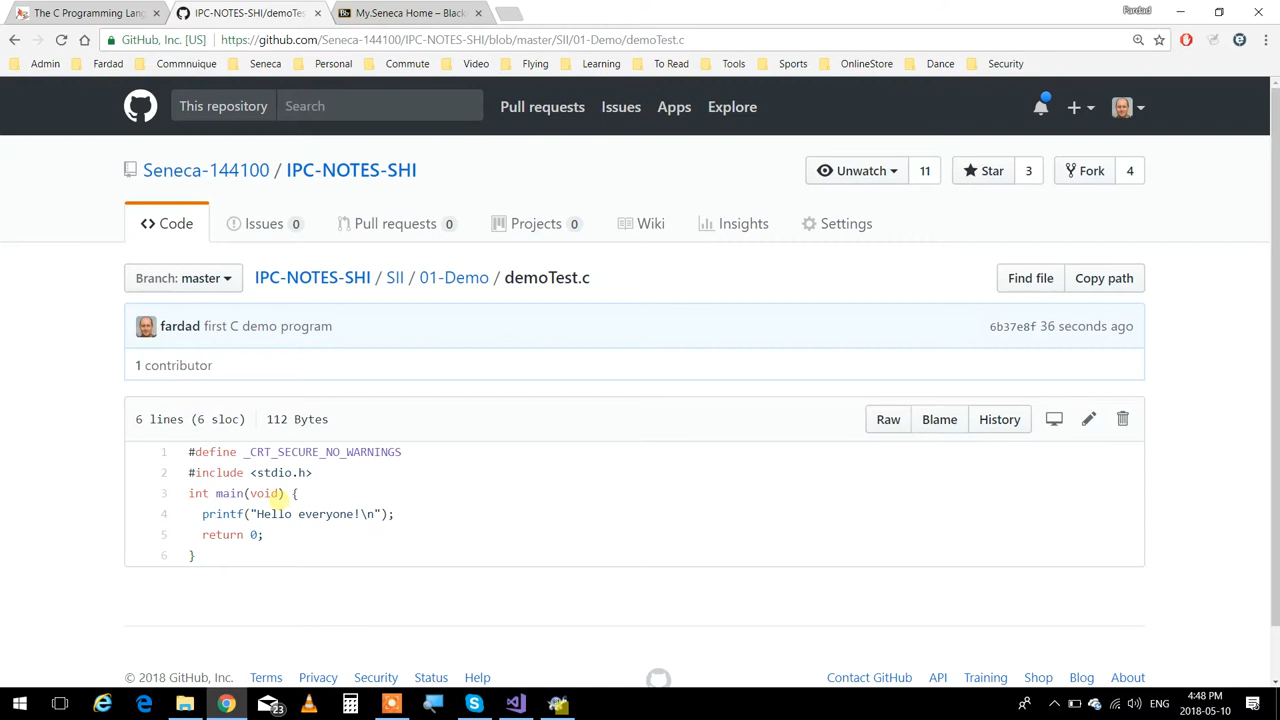 The C Programming Lang
IPC-NOTES-SHI/demoTes
My.Seneca Home – Black
Pardad
GitHub, Inc. [US]
https://github.com/Seneca-144100/IPC-NOTES-SHI/blob/master/SII/01-Demo/demoTest.c
Admin Fardad Commnuique Seneca Personal Commute Video Flying Learning To Read Tools Sports OnlineStore Dance Security
This repository Search Pull requests Issues Apps Explore
Seneca-144100 / IPC-NOTES-SHI
Unwatch 11 Star 3 Fork 4
<> Code Issues 0 Pull requests 0 Projects 0 Wiki Insights Settings
Branch: master IPC-NOTES-SHI / SII / 01-Demo / demoTest.c Find file Copy path
fardad first C demo program 6b37e8f 36 seconds ago
1 contributor
6 lines (6 sloc) 112 Bytes Raw Blame History
1 #define _CRT_SECURE_NO_WARNINGS
2 #include <stdio.h>
3 int main(void) {
4 printf("Hello everyone!\n");
5 return 0;
6 }
© 2018 GitHub, Inc. Terms Privacy Security Status Help Contact GitHub API Training Shop Blog About
23
ENG 4:48 PM
2018-05-10